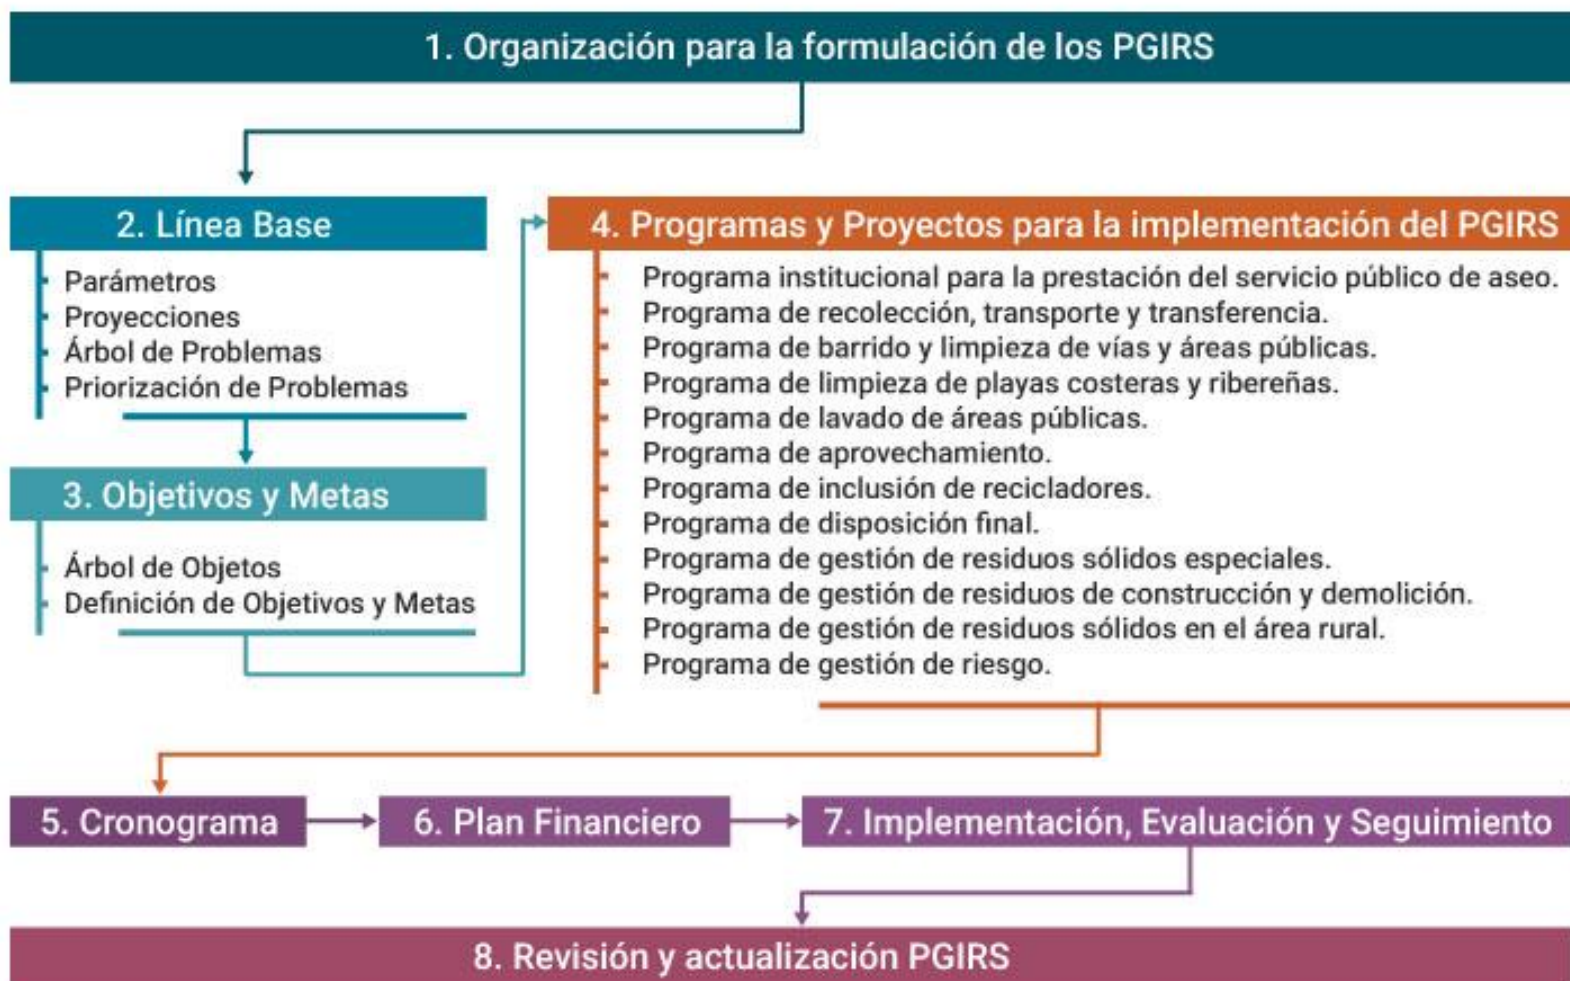 1. Organización para la formulación de los PGIRS
2. Línea Base
Parámetros
Proyecciones
Árbol de Problemas
Priorización de Problemas
3. Objetivos y Metas
Árbol de Objetos
Definición de Objetivos y Metas
4. Programas y Proyectos para la implementación del PGIRS
Programa institucional para la prestación del servicio público de aseo.
Programa de recolección, transporte y transferencia.
Programa de barrido y limpieza de vías y áreas públicas.
Programa de limpieza de playas costeras y ribereñas.
Programa de lavado de áreas públicas.
Programa de aprovechamiento.
Programa de inclusión de recicladores.
Programa de disposición final.
Programa de gestión de residuos sólidos especiales.
Programa de gestión de residuos de construcción y demolición.
Programa de gestión de residuos sólidos en el área rural.
Programa de gestión de riesgo.
5. Cronograma
6. Plan Financiero
7. Implementación, Evaluación y Seguimiento
8. Revisión y actualización PGIRS